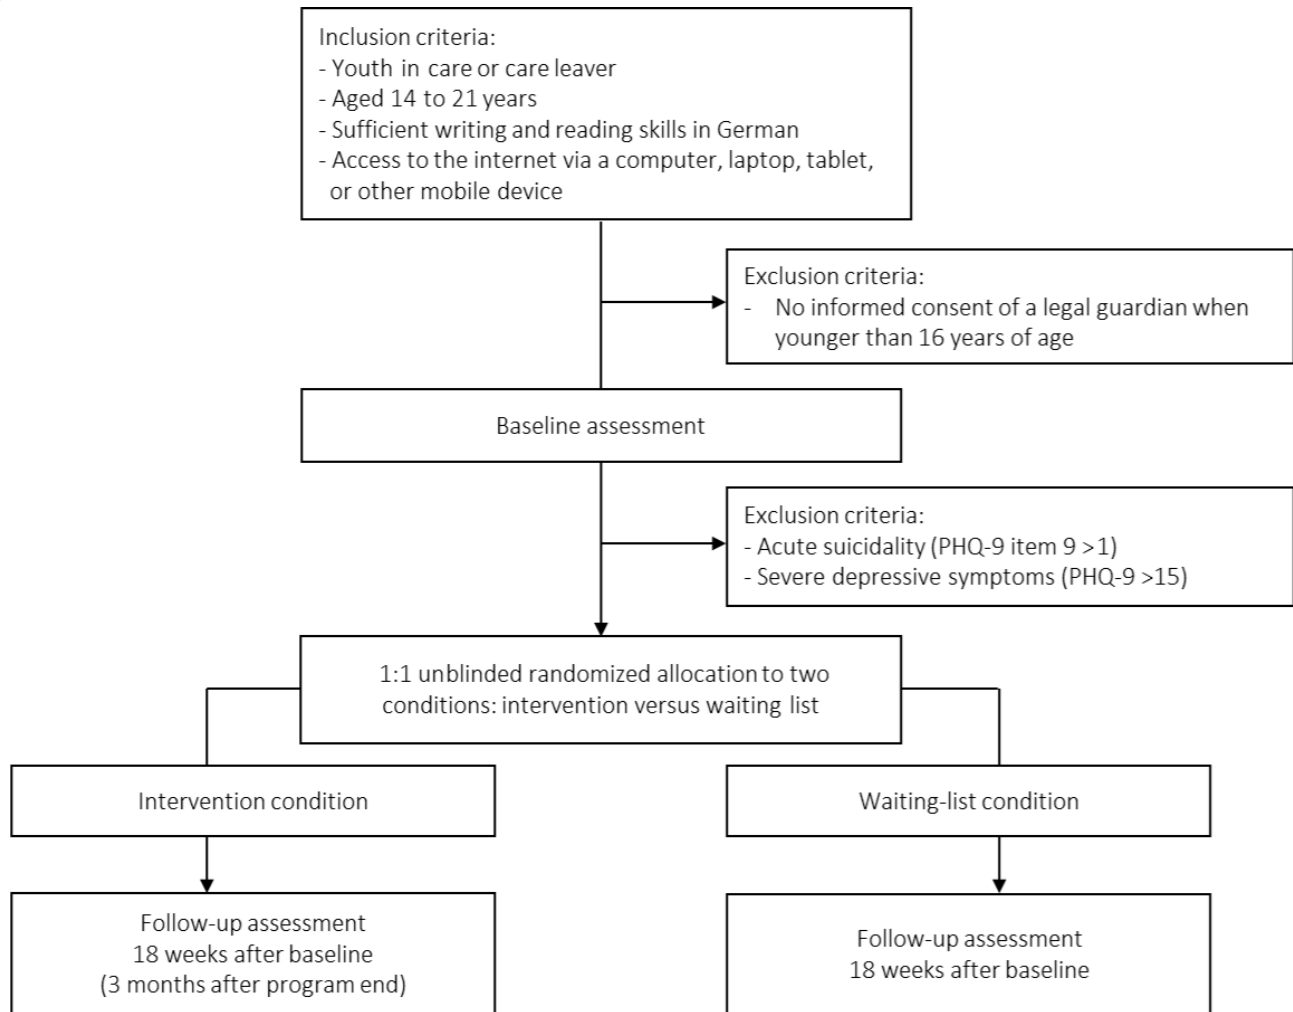 Inclusion criteria:
- Youth in care or care leaver
- Aged 14 to 21 years
- Sufficient writing and reading skills in German
- Access to the internet via a computer, laptop, tablet,
or other mobile device
Exclusion criteria:
- No informed consent of a legal guardian when
younger than 16 years of age
Baseline assessment
Exclusion criteria:
- Acute suicidality (PHQ-9 item 9 >1)
- Severe depressive symptoms (PHQ-9 >15)
1:1 unblinded randomized allocation to two
conditions: intervention versus waiting list
Intervention condition
Waiting-list condition
Follow-up assessment
18 weeks after baseline
(3 months after program end)
Follow-up assessment
18 weeks after baseline